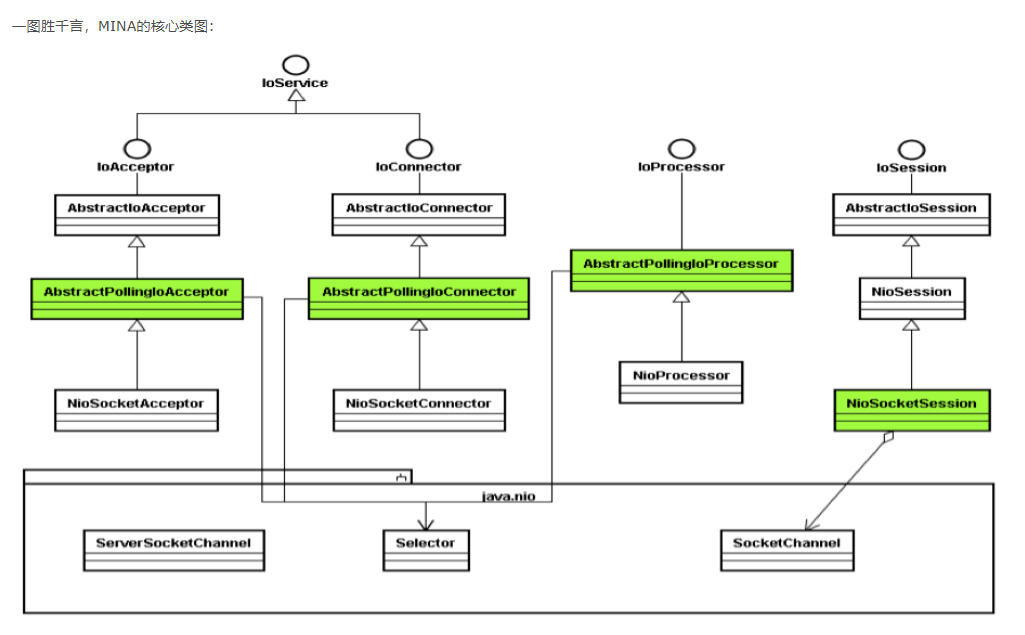 一图胜千言，MINA的核心类图：
IoService
IoAcceptor
IoConnector
IoProcessor
IoSession
AbstractIoAcceptor
AbstractIoConnector
AbstractIoSession
AbstractPollingIoAcceptor
AbstractPollingIoConnector
AbstractPollingIoProcessor
NioSession
NioSocketAcceptor
NioSocketConnector
NioProcessor
NioSocketSession
java.nio
ServerSocketChannel
Selector
SocketChannel